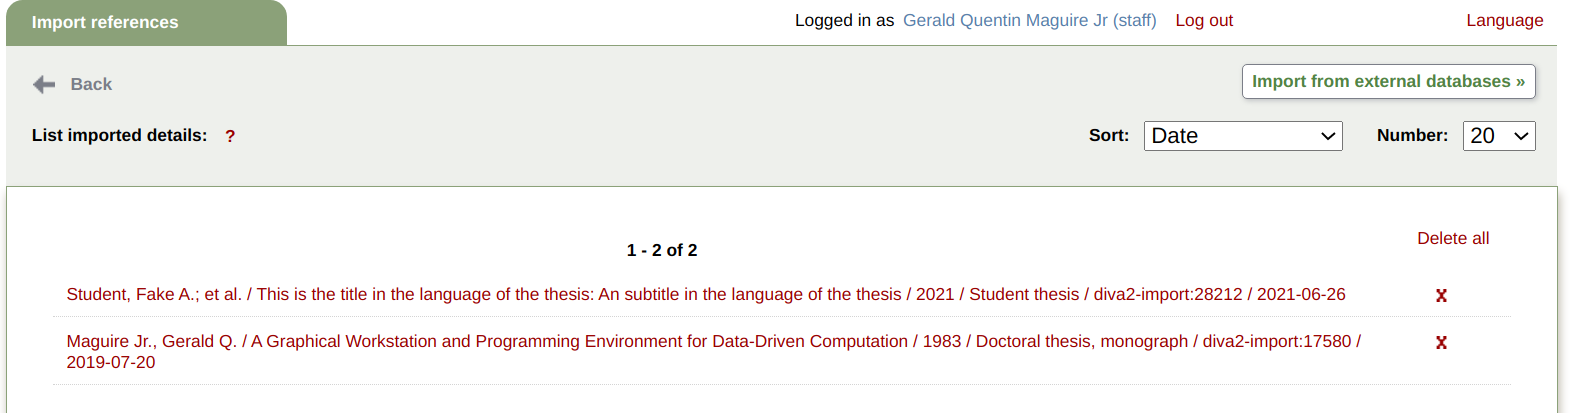 Import references
Logged in as Gerald Quentin Maguire Jr (staff) Log out Language
Back
Import from external databases »
List imported details: ?
Sort: Date Number: 20
Delete all
1 - 2 of 2
Student, Fake A.; et al. / This is the title in the language of the thesis: An subtitle in the language of the thesis / 2021 / Student thesis / diva2-import:28212 / 2021-06-26 X
Maguire Jr., Gerald Q. / A Graphical Workstation and Programming Environment for Data-Driven Computation / 1983 / Doctoral thesis, monograph / diva2-import:17580 / X
2019-07-20